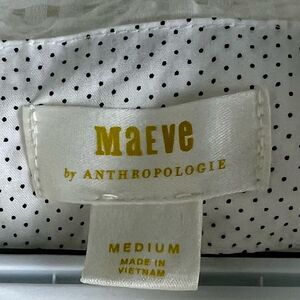 MAEVE
by ANTHROPOLOGIE
MEDIUM
MADE IN
VIETNAM